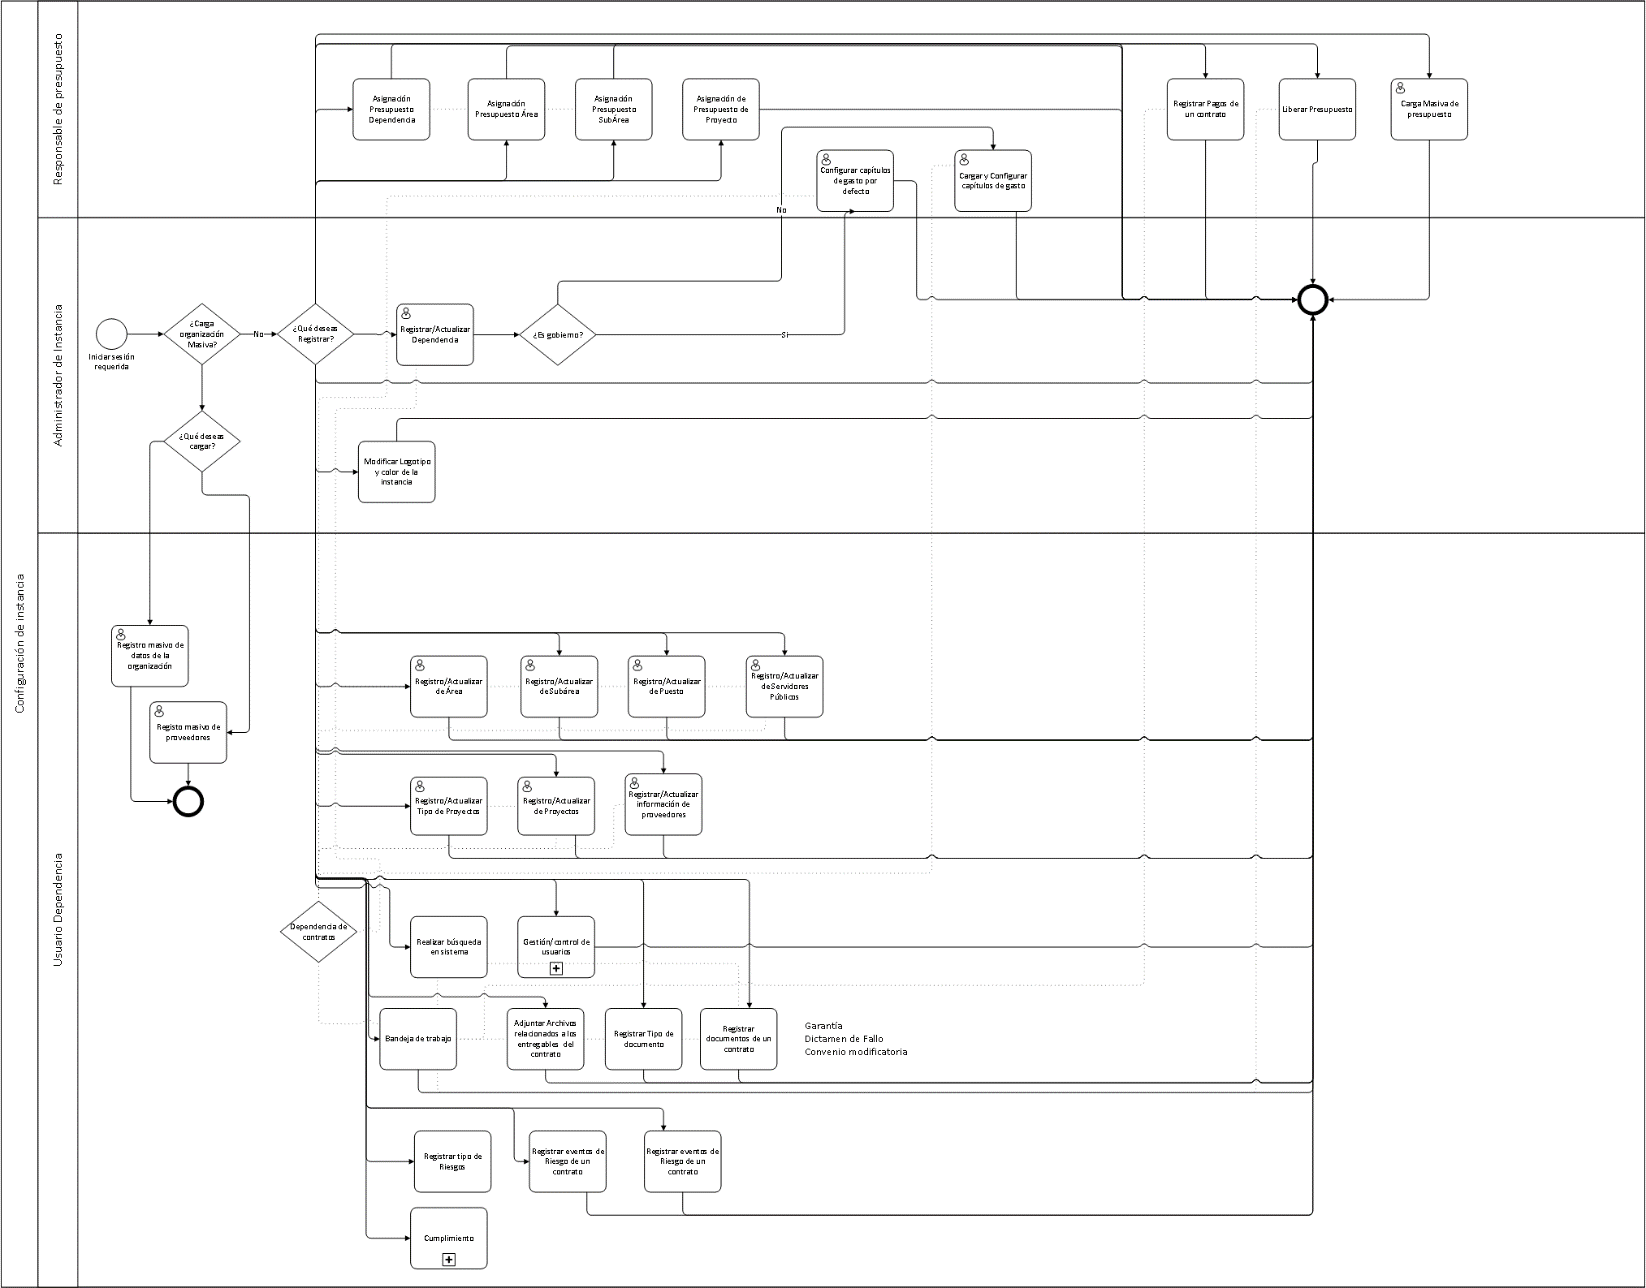 Configuración de instancia
Responsable de presupuesto
Asignación
Presupuesto
Dependencia
Asignación
Presupuesto Área
Asignación
Presupuesto
SubÁrea
Asignación de
Presupuesto de
Proyecto
Registrar Pagos de
un contrato
Liberar Presupuesto
Carga Masiva de
presupuesto
Configurar capítulos
de gasto por
defecto
Cargar y Configurar
capítulos de gasto
No
Administrador de Instancia
Iniciar sesión
requerida
¿Carga
organización
Masiva?
No
¿Qué deseas
Registrar?
Registrar/Actualizar
Dependencia
¿Es gobierno?
Si
¿Qué deseas
cargar?
Modificar Logotipo
y color de la
instancia
Usuario Dependencia
Registro masivo de
datos de la
organización
Registo masivo de
proveedores
Registro/Actualizar
de Área
Registro/Actualizar
de Subárea
Registro/Actualizar
de Puesto
Registro/Actualizar
de Servidores
Públicos
Registro/Actualizar
Tipo de Proyectos
Registro/Actualizar
de Proyectos
Registrar/Actualizar
información de
proveedores
Dependencia de
contratos
Realizar búsqueda
en sistema
Gestión/control de
usuarios
Bandeja de trabajo
Adjuntar Archivos
relacionados a los
entregables del
contrato
Registrar Tipo de
documento
Registrar
documentos de un
contrato
Garantía
Dictamen de Fallo
Convenio modificatoria
Registrar tipo de
Riesgos
Registrar eventos de
Riesgo de un
contrato
Registrar eventos de
Riesgo de un
contrato
Cumplimiento